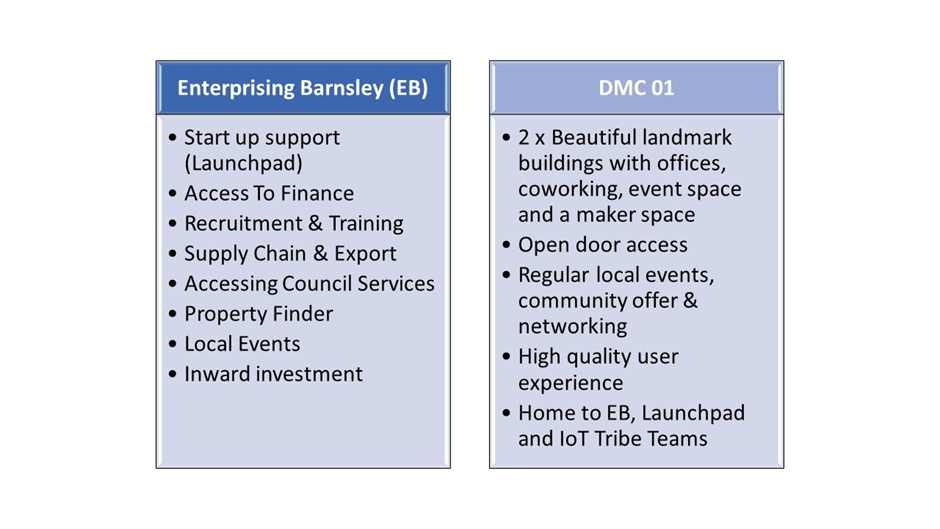 Enterprising Barnsley (EB)
• Start up support
(Launchpad)
• Access To Finance
• Recruitment & Training
• Supply Chain & Export
• Accessing Council Services
• Property Finder
• Local Events
• Inward investment
DMC 01
• 2 x Beautiful landmark
buildings with offices,
coworking, event space
and a maker space
• Open door access
• Regular local events,
community offer &
networking
• High quality user
experience
• Home to EB, Launchpad
and IoT Tribe Teams